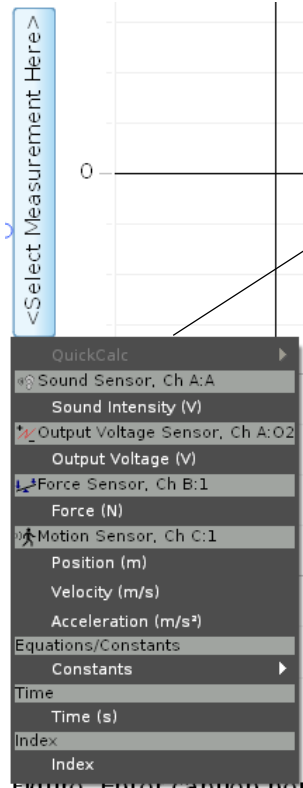 <Select Measurement Here>
0
QuickCalc
Sound Sensor, Ch A:A
Sound Intensity (V)
Output Voltage Sensor, Ch A:O2
Output Voltage (V)
Force Sensor, Ch B:1
Force (N)
Motion Sensor, Ch C:1
Position (m)
Velocity (m/s)
Acceleration (m/s²)
Equations/Constants
Constants
Time
Time (s)
Index
Index